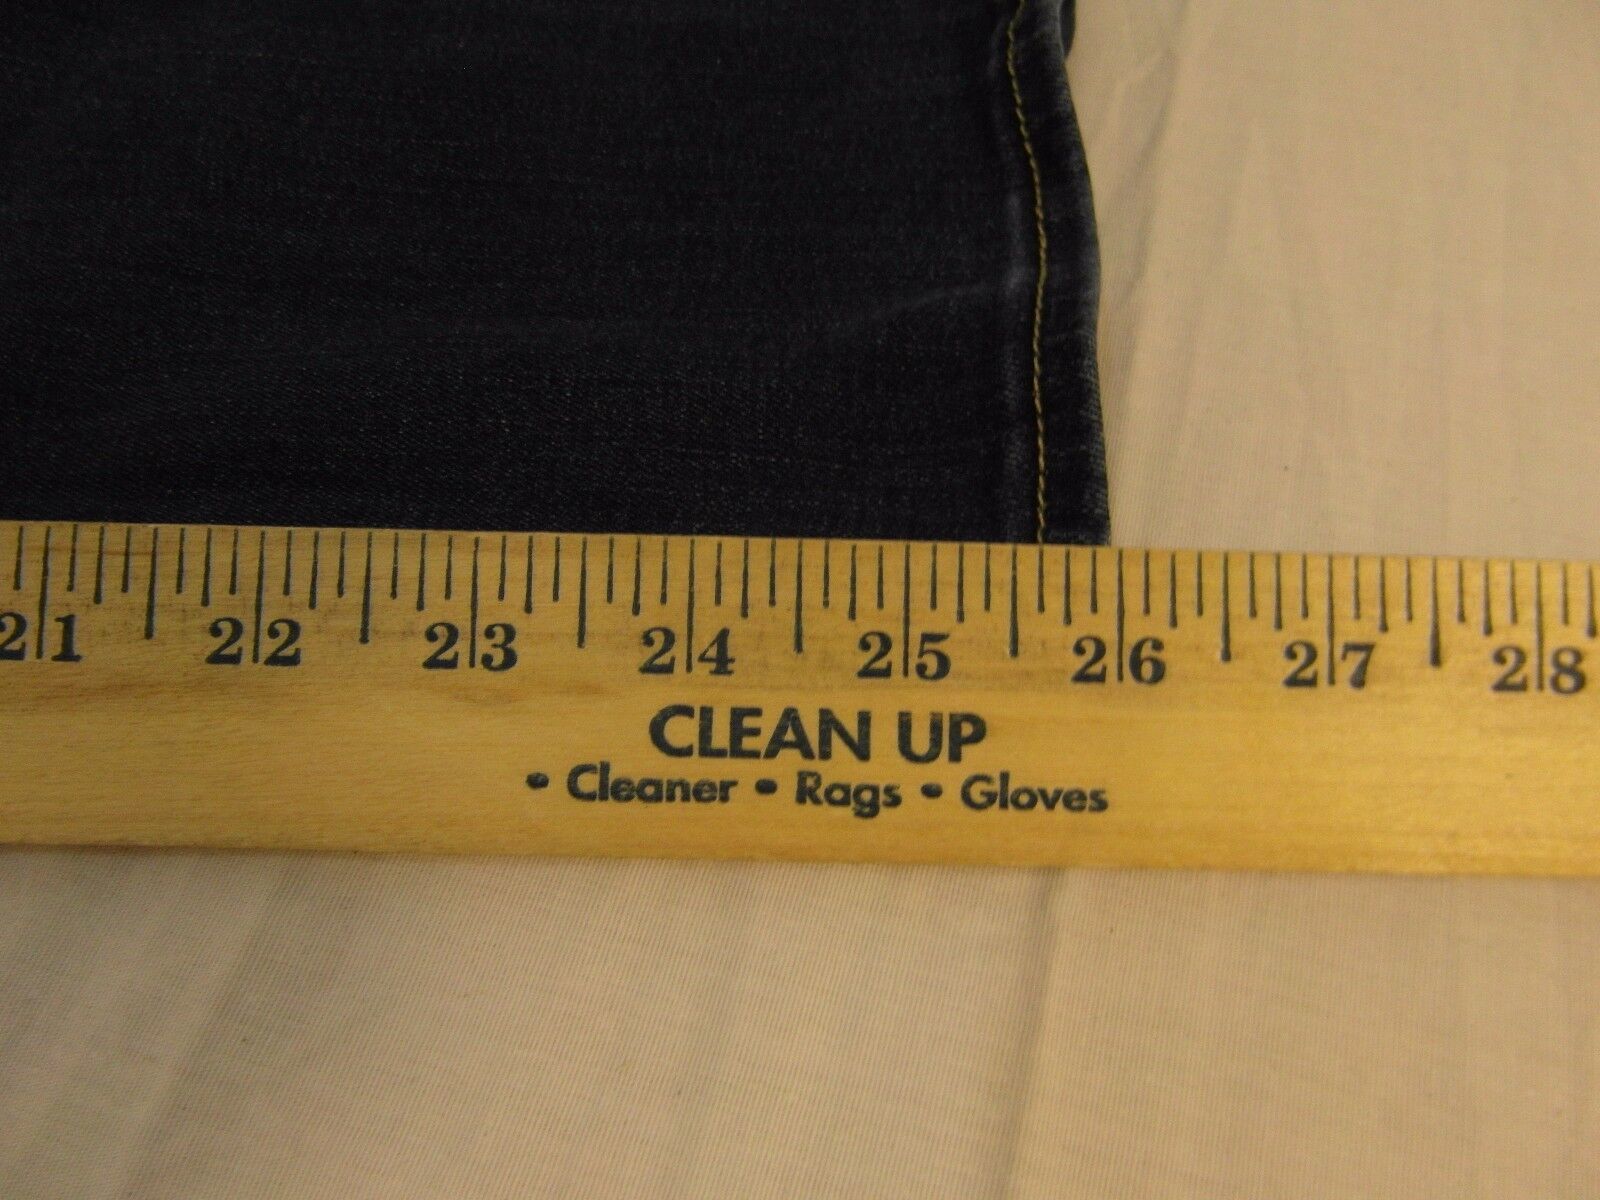 21 22 23 24 25 26 27 28
CLEAN UP
• Cleaner • Rags • Gloves